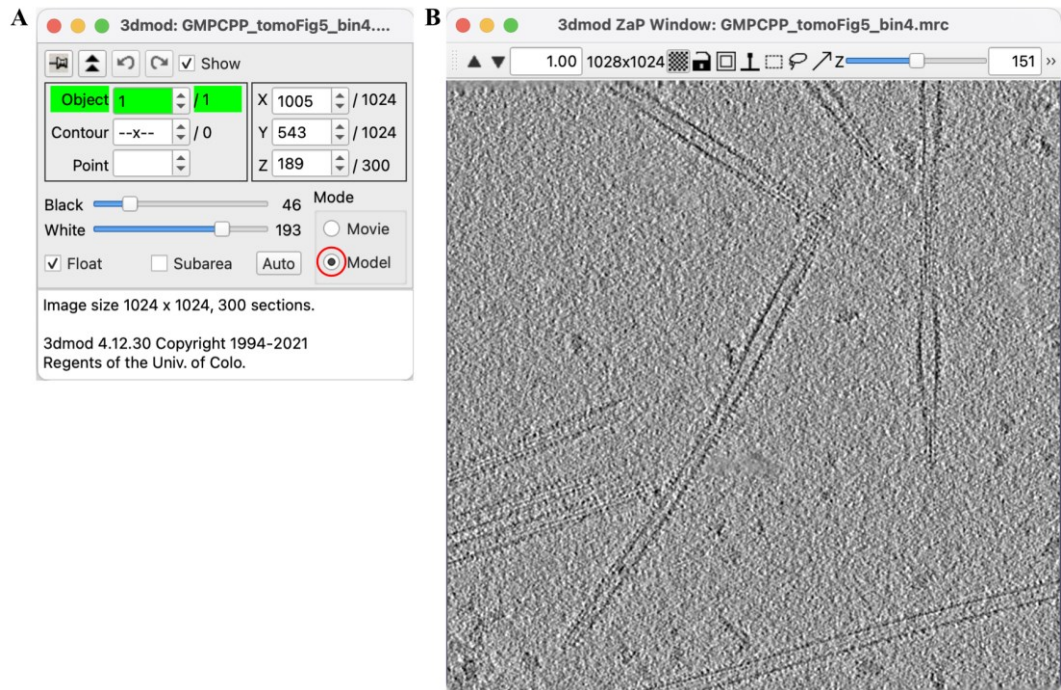 A
3dmod: GMPCPP_tomoFig5_bin4....
Show
Object 1 / 1
X 1005 / 1024
Contour --x-- / 0
Y 543 / 1024
Point
Z 189 / 300
Black 46
Mode
White 193
Movie
Float Subarea Auto Model
Image size 1024 x 1024, 300 sections.
3dmod 4.12.30 Copyright 1994-2021
Regents of the Univ. of Colo.
B
3dmod ZaP Window: GMPCPP_tomoFig5_bin4.mrc
1.00 1028x1024 Z 151 »